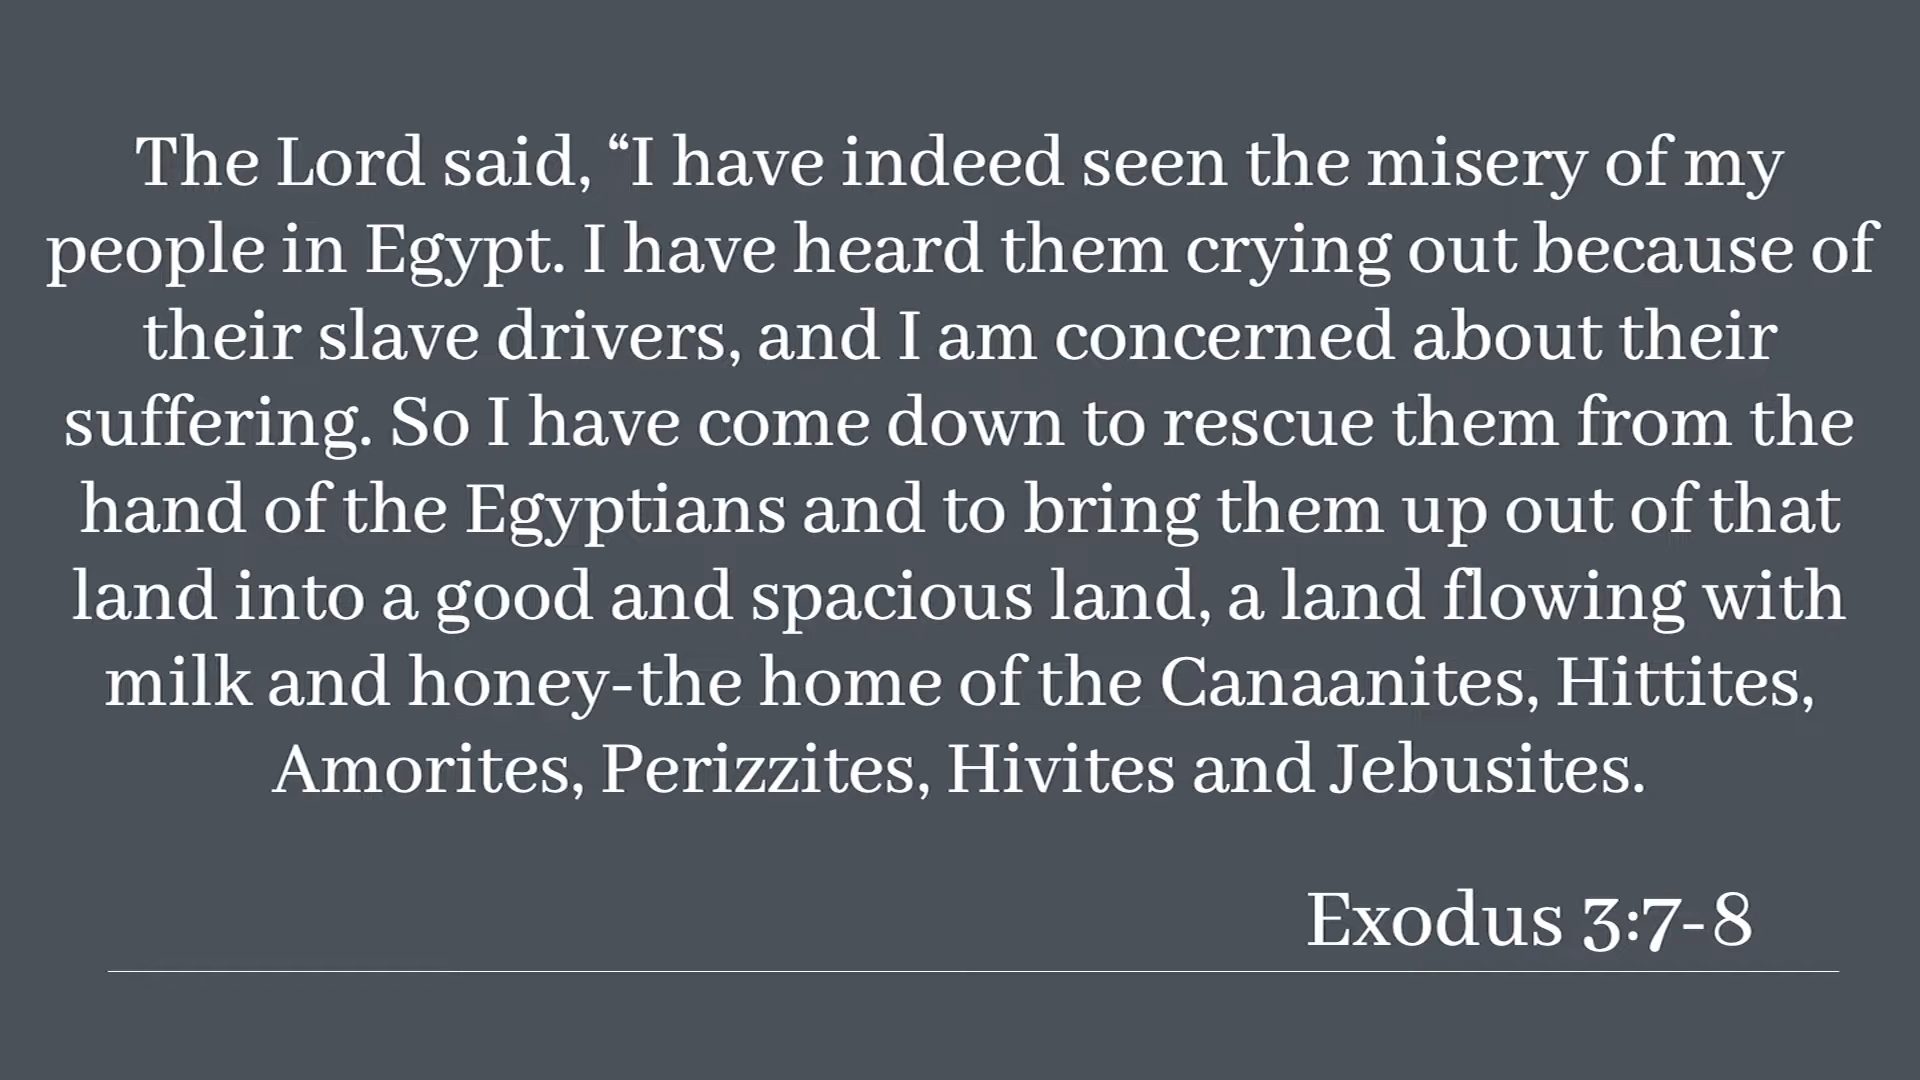 The Lord said, “I have indeed seen the misery of my
people in Egypt. I have heard them crying out because of
their slave drivers, and I am concerned about their
suffering. So I have come down to rescue them from the
hand of the Egyptians and to bring them up out of that
land into a good and spacious land, a land flowing with
milk and honey-the home of the Canaanites, Hittites,
Amorites, Perizzites, Hivites and Jebusites.
Exodus 3:7-8